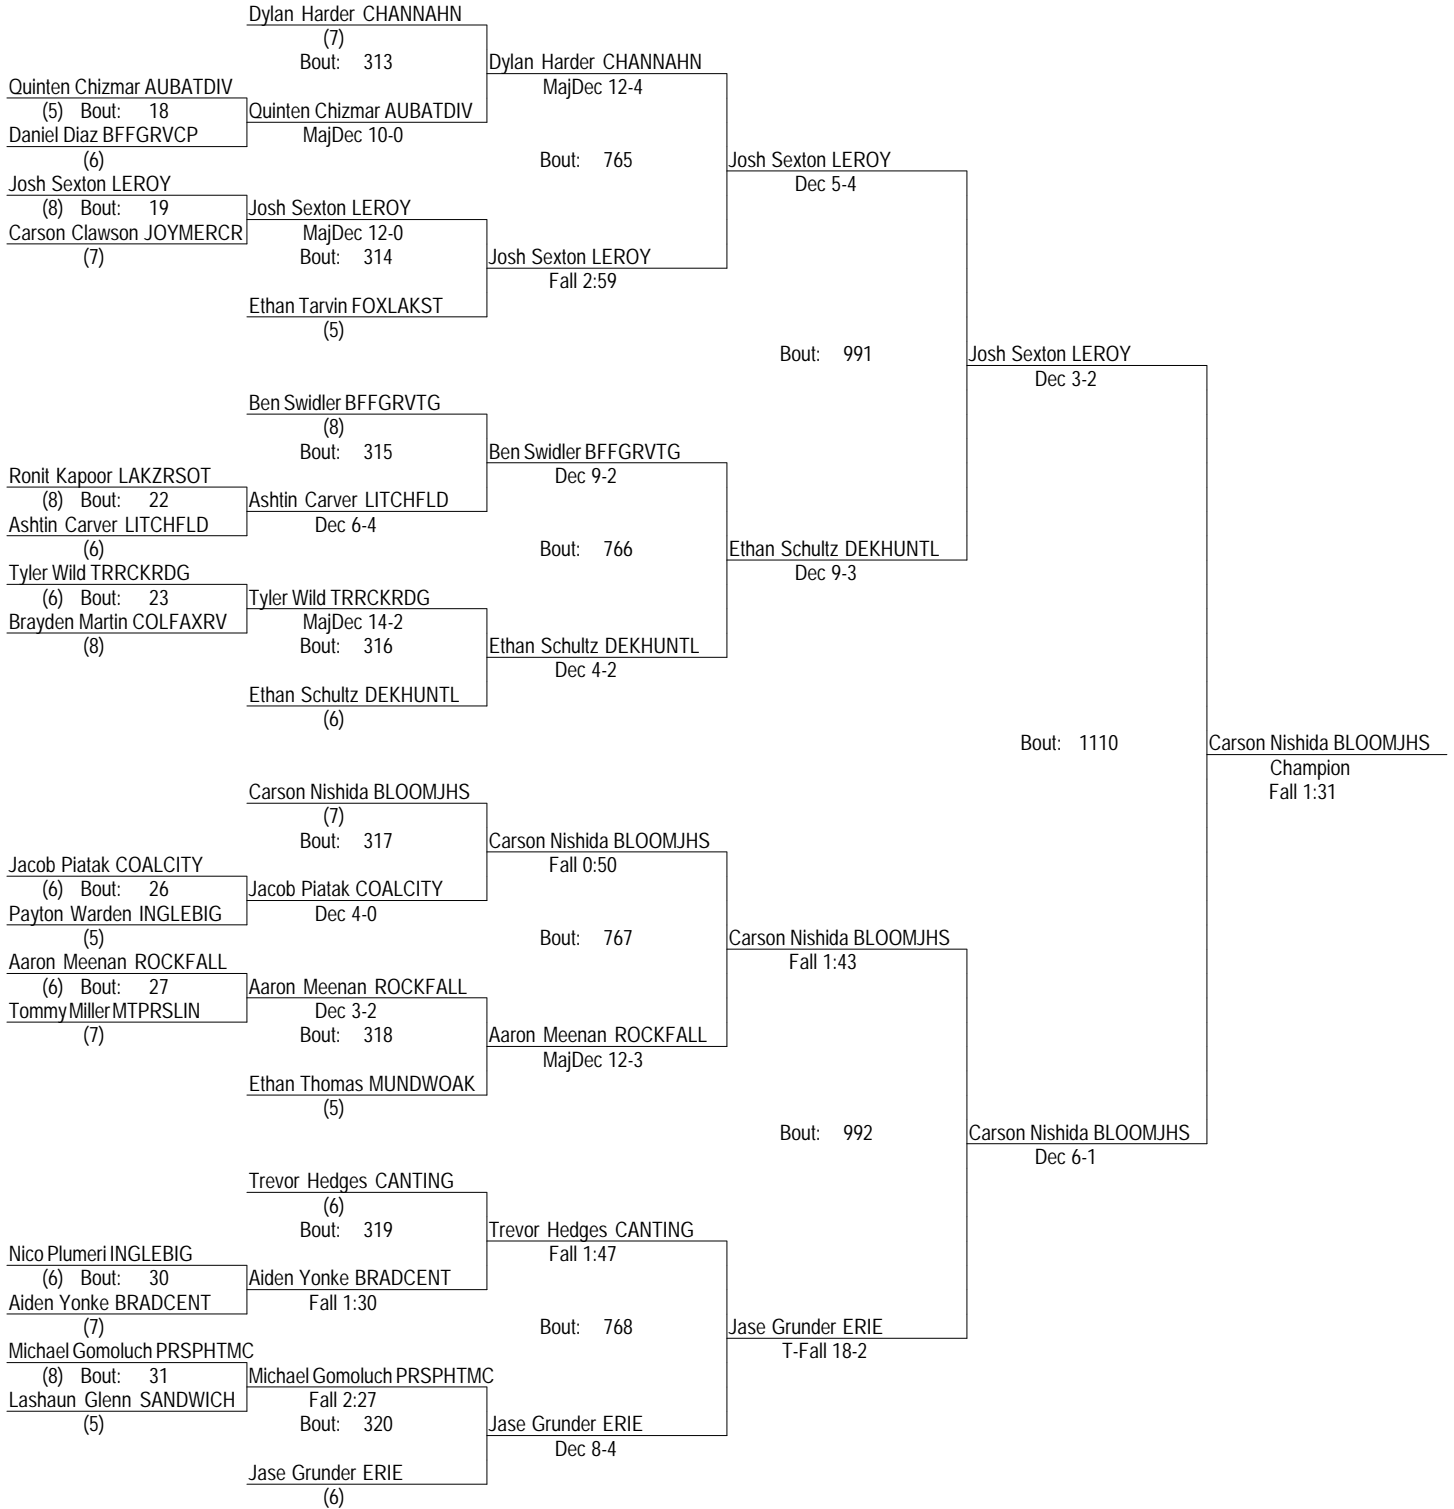 Dylan Harder CHANNAHN
(7)
Bout: 313
Dylan Harder CHANNAHN
MajDec 12-4
Quinten Chizmar AUBATDIV
(5) Bout: 18
Quinten Chizmar AUBATDIV
MajDec 10-0
Daniel Diaz BFFGRVCP
(6)
Bout: 765
Josh Sexton LEROY
Dec 5-4
Josh Sexton LEROY
(8) Bout: 19
Josh Sexton LEROY
MajDec 12-0
Carson Clawson JOYMERCR
(7)
Bout: 314
Josh Sexton LEROY
Fall 2:59
Ethan Tarvin FOXLAKST
(5)
Bout: 991
Josh Sexton LEROY
Dec 3-2
Ben Swidler BFFGRVTG
(8)
Bout: 315
Ben Swidler BFFGRVTG
Dec 9-2
Ronit Kapoor LAKZRSOT
(8) Bout: 22
Ashtin Carver LITCHFLD
Dec 6-4
Ashtin Carver LITCHFLD
(6)
Bout: 766
Ethan Schultz DEKHUNTL
Dec 9-3
Tyler Wild TRRCKRDG
(6) Bout: 23
Tyler Wild TRRCKRDG
MajDec 14-2
Brayden Martin COLFAXRV
(8)
Bout: 316
Ethan Schultz DEKHUNTL
Dec 4-2
Ethan Schultz DEKHUNTL
(6)
Bout: 1110
Carson Nishida BLOOMJHS
Champion
Fall 1:31
Carson Nishida BLOOMJHS
(7)
Bout: 317
Carson Nishida BLOOMJHS
Fall 0:50
Jacob Piatak COALCITY
(6) Bout: 26
Jacob Piatak COALCITY
Dec 4-0
Payton Warden INGLEBIG
(5)
Bout: 767
Carson Nishida BLOOMJHS
Fall 1:43
Aaron Meenan ROCKFALL
(6) Bout: 27
Aaron Meenan ROCKFALL
Dec 3-2
Tommy Miller MTPRSLIN
(7)
Bout: 318
Aaron Meenan ROCKFALL
MajDec 12-3
Ethan Thomas MUNDWOAK
(5)
Bout: 992
Carson Nishida BLOOMJHS
Dec 6-1
Trevor Hedges CANTING
(6)
Bout: 319
Trevor Hedges CANTING
Fall 1:47
Nico Plumeri INGLEBIG
(6) Bout: 30
Aiden Yonke BRADCENT
Fall 1:30
Aiden Yonke BRADCENT
(7)
Bout: 768
Jase Grunder ERIE
T-Fall 18-2
Michael Gomoluch PRSPHTMC
(8) Bout: 31
Michael Gomoluch PRSPHTMC
Fall 2:27
Lashaun Glenn SANDWICH
(5)
Bout: 320
Jase Grunder ERIE
Dec 8-4
Jase Grunder ERIE
(6)